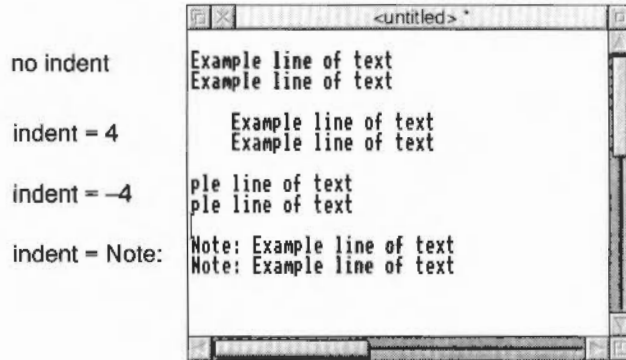 <untitled> *
no indent
Example line of text
Example line of text
indent = 4
Example line of text
Example line of text
indent = –4
ple line of text
ple line of text
indent = Note:
Note: Example line of text
Note: Example line of text